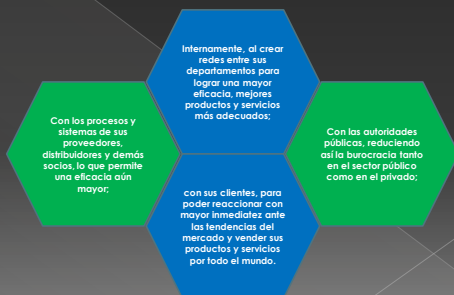 Internamente, al crear
redes entre sus
departamentos para
lograr una mayor
eficacia, mejores
productos y servicios
más adecuados;
Con los procesos y
sistemas de sus
proveedores,
distribuidores y demás
socios, lo que permite
una eficacia aún
mayor;
Con las autoridades
públicas, reduciendo
así la burocracia tanto
en el sector público
como en el privado;
con sus clientes, para
poder reaccionar con
mayor inmediatez ante
las tendencias del
mercado y vender sus
productos y servicios
por todo el mundo.